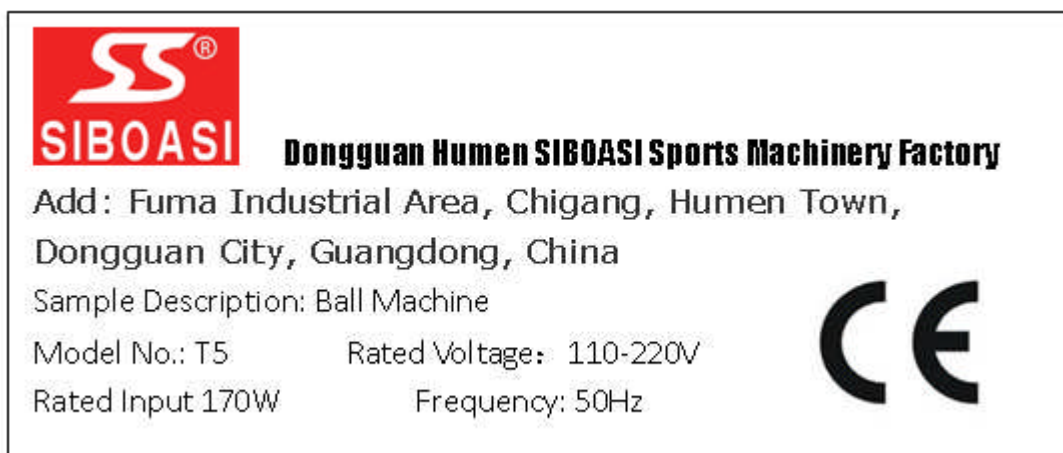 SS®
SIBOASI
Dongguan Humen SIBOASI Sports Machinery Factory
Add: Fuma Industrial Area, Chigang, Humen Town,
Dongguan City, Guangdong, China
Sample Description: Ball Machine
Model No.: T5 Rated Voltage：110-220V
Rated Input 170W Frequency: 50Hz
CE